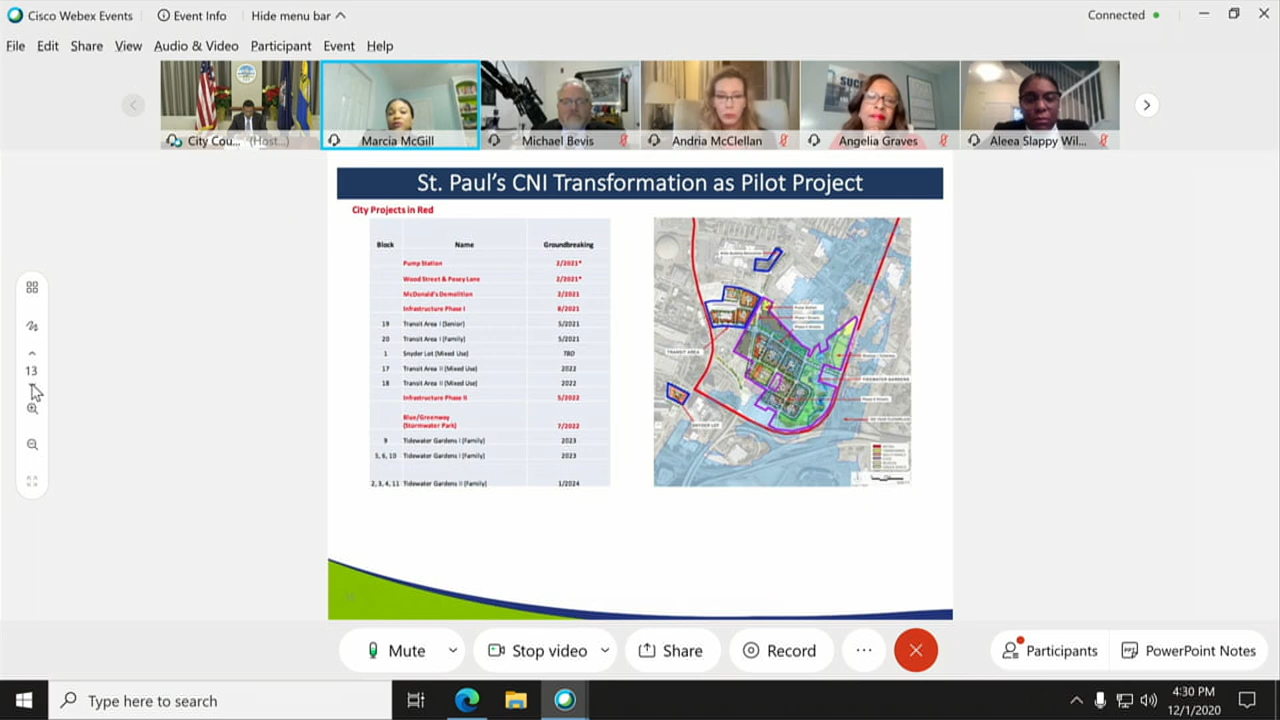 Cisco Webex Events Event Info Hide menu bar Connected
File Edit Share View Audio & Video Participant Event Help
City Cou... (Host...) Marcia McGill Michael Bevis Andria McClellan Angelia Graves Aleea Slappy Wil...
St. Paul's CNI Transformation as Pilot Project
City Projects in Red
Block Name Groundbreaking
Pump Station 2/2021*
Wood Street & Posey Lane 2/2021*
McDonald's Demolition 2/2021
Infrastructure Phase I 8/2021
19 Transit Area I (Senior) 5/2021
20 Transit Area I (Family) 5/2021
1 Snyder Lot (Mixed Use) TBD
17 Transit Area II (Mixed Use) 2022
18 Transit Area II (Mixed Use) 2022
Infrastructure Phase II 5/2022
Blue/Greenway
(Stormwater Park) 7/2022
9 Tidewater Gardens I (Family) 2023
5, 6, 10 Tidewater Gardens I (Family) 2023
2, 3, 4, 11 Tidewater Gardens II (Family) 1/2024
TRANSIT AREA
TIDEWATER GARDENS
SNYDER LOT
13
Mute Stop video Share Record Participants PowerPoint Notes
Type here to search
4:30 PM
12/1/2020